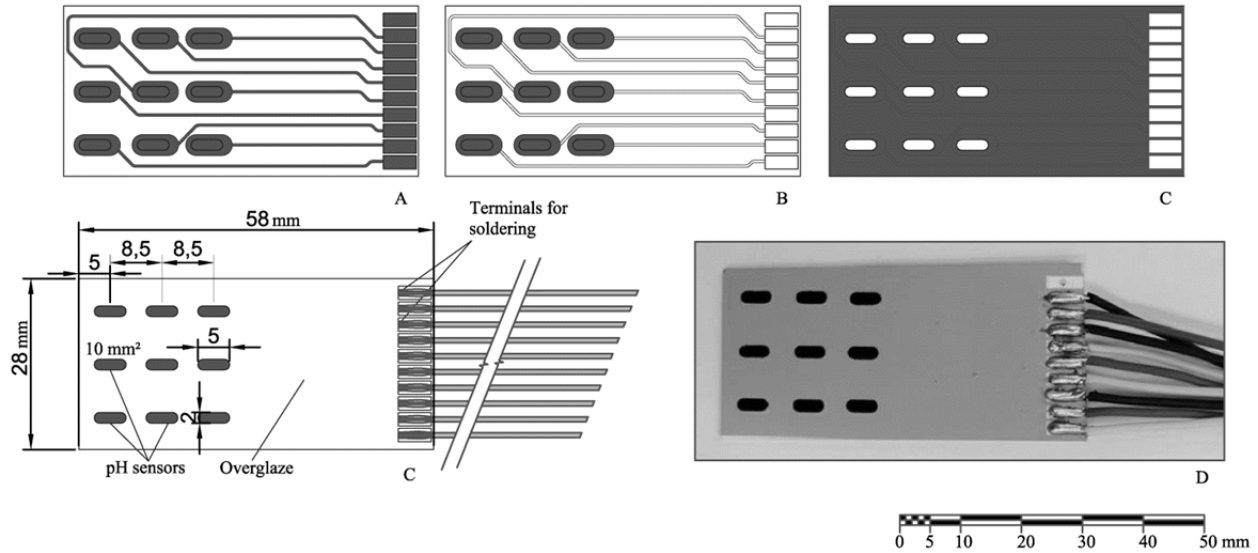 A
B
C
58 mm
Terminals for
soldering
5
8,5
8,5
28 mm
10 mm²
5
2
pH sensors
Overglaze
C
D
0 5 10 20 30 40 50 mm